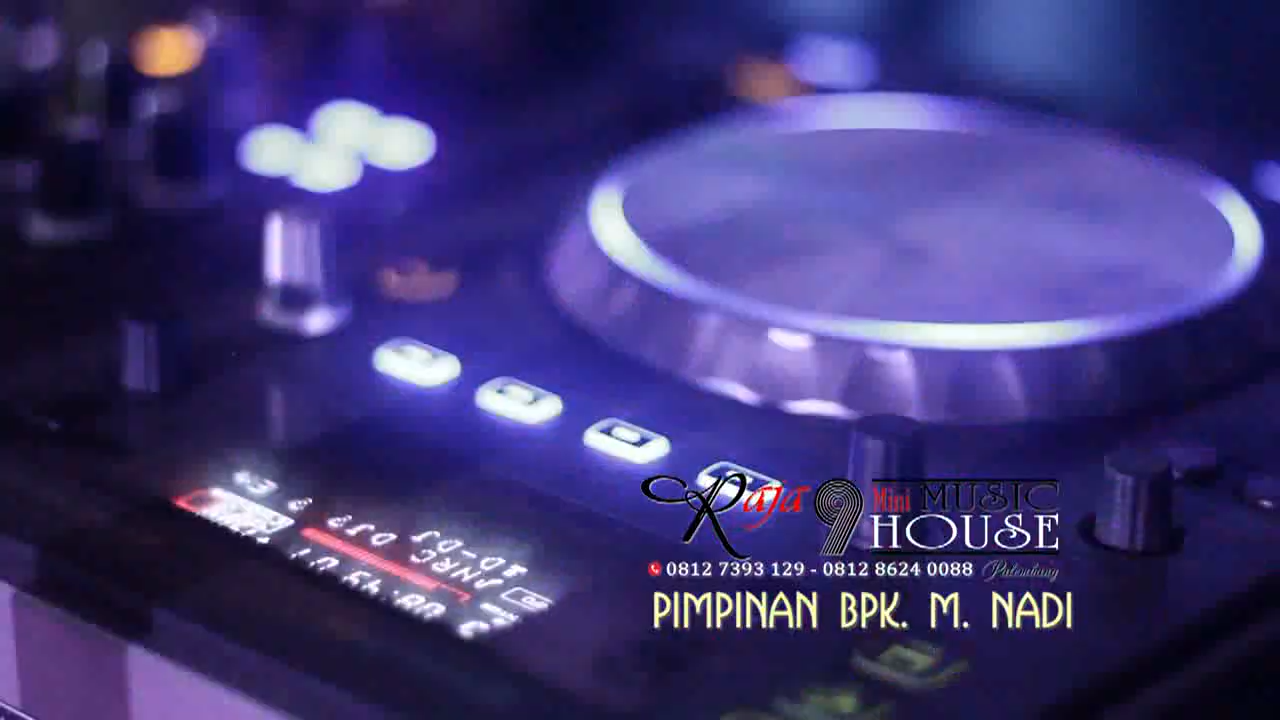 Raja 9 Mini MUSIC
HOUSE
0812 7393 129 - 0812 8624 0088 Palembang
PIMPINAN BPK. M. NADI